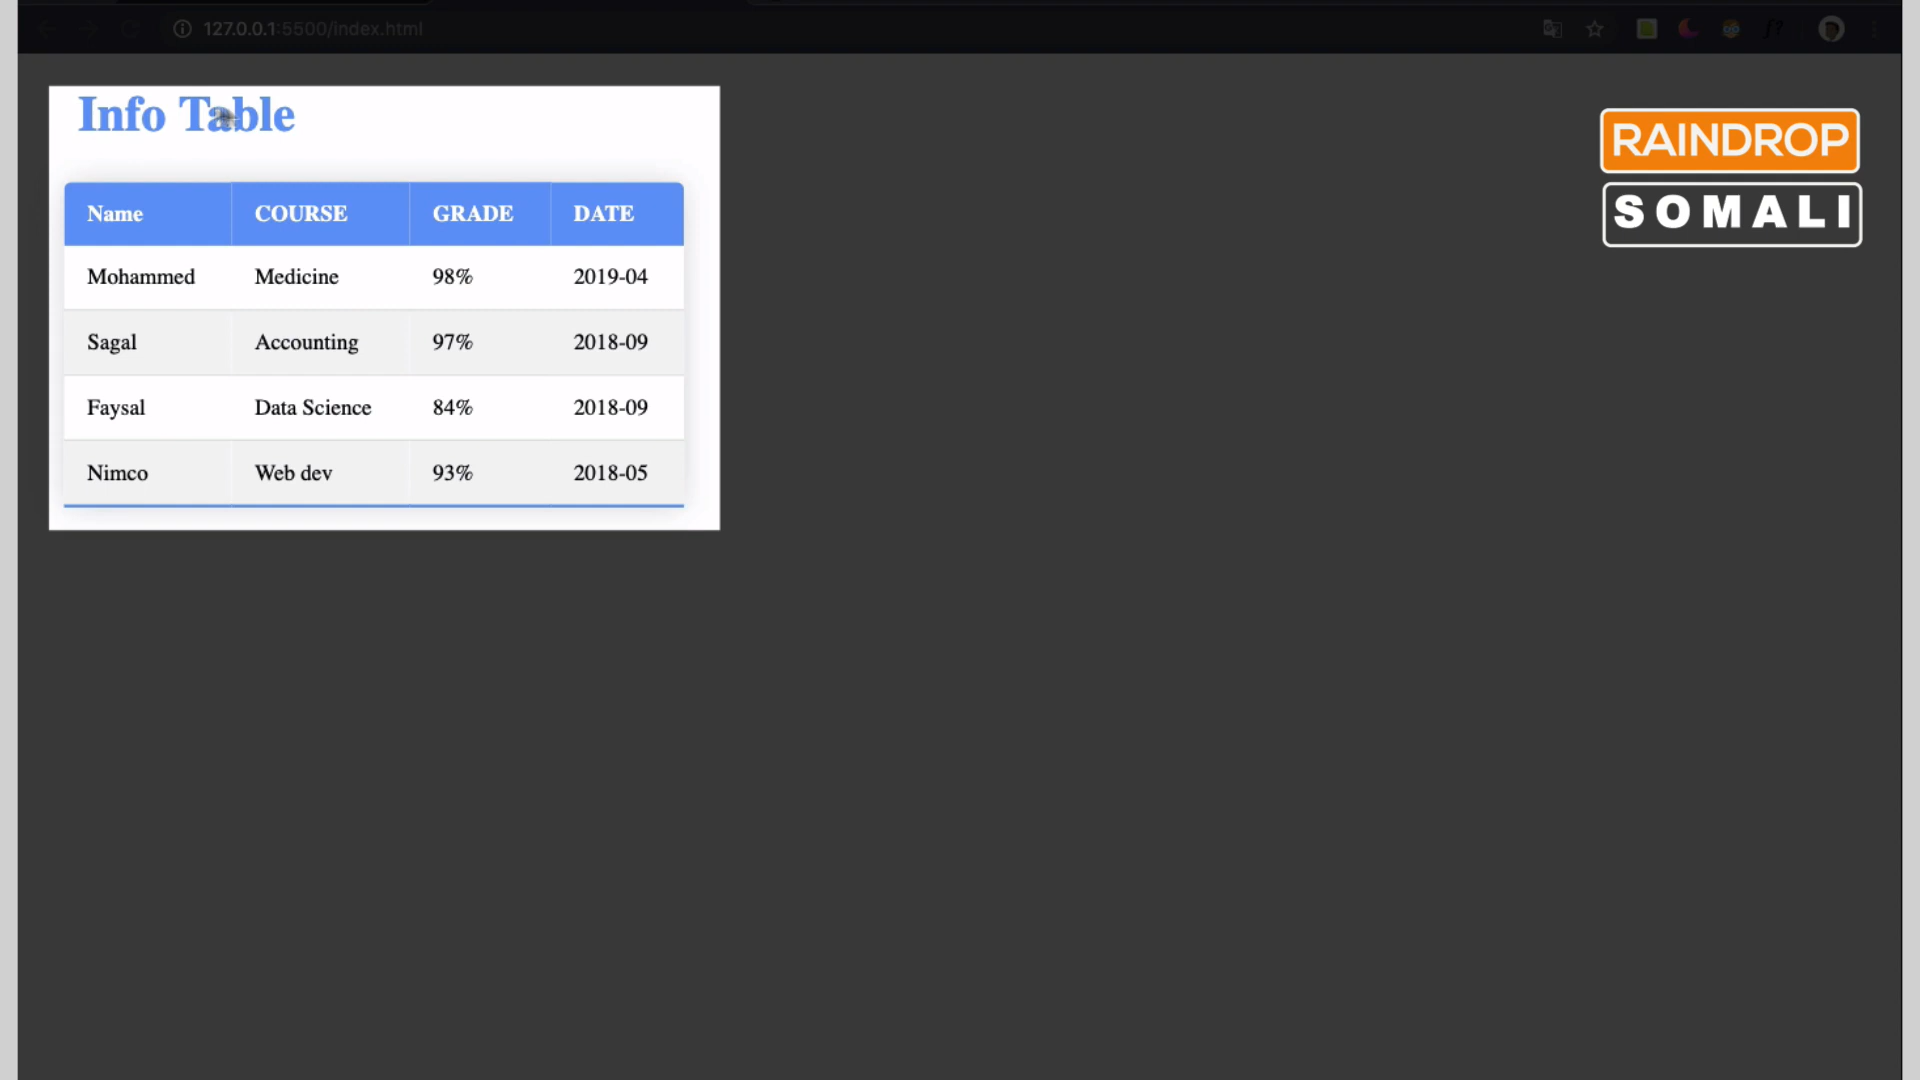 127.0.0.1:5500/index.html
Info Table
RAINDROP
SOMALI
Name COURSE GRADE DATE
Mohammed Medicine 98% 2019-04
Sagal Accounting 97% 2018-09
Faysal Data Science 84% 2018-09
Nimco Web dev 93% 2018-05